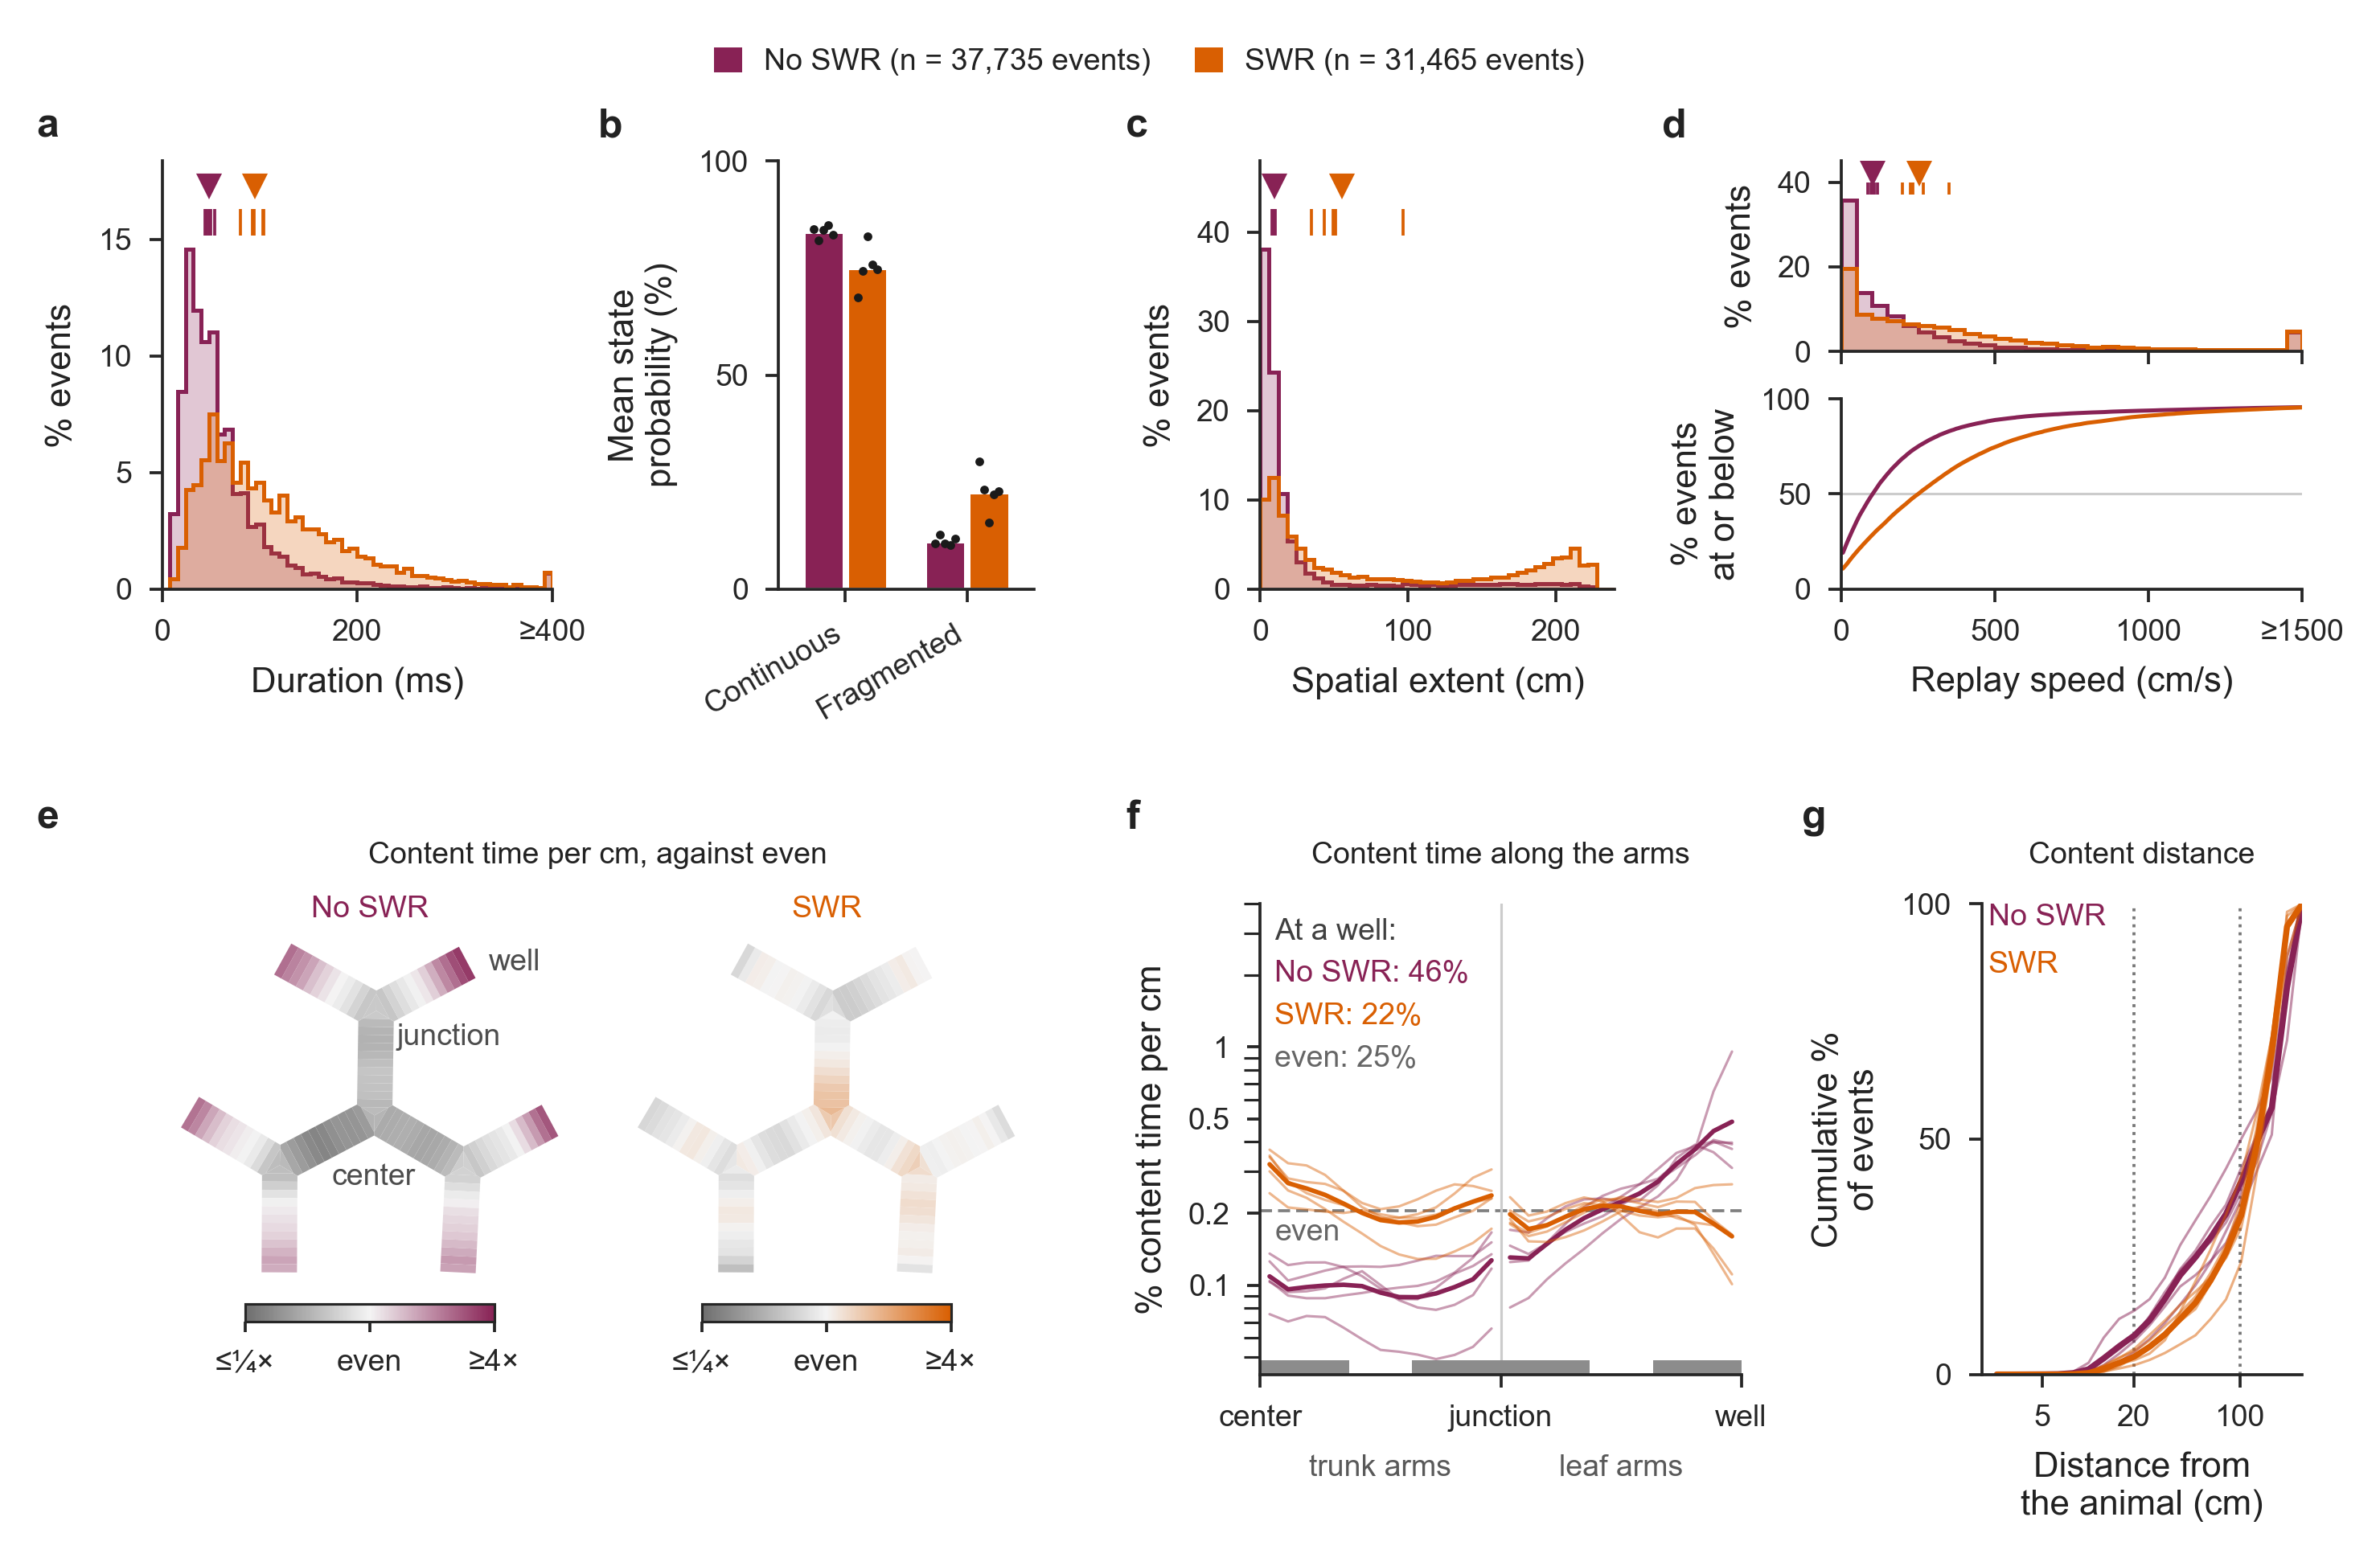 No SWR (n = 37,735 events)
SWR (n = 31,465 events)
a
% events
15
10
5
0
0
200
≥400
Duration (ms)
b
Mean state
probability (%)
100
50
0
Continuous
Fragmented
c
% events
40
30
20
10
0
0
100
200
Spatial extent (cm)
d
% events
40
20
0
% events
at or below
100
50
0
0
500
1000
≥1500
Replay speed (cm/s)
e
Content time per cm, against even
No SWR
SWR
well
junction
center
≤¼×
even
≥4×
≤¼×
even
≥4×
f
Content time along the arms
% content time per cm
1
0.5
0.2
0.1
At a well:
No SWR: 46%
SWR: 22%
even: 25%
even
center
junction
well
trunk arms
leaf arms
g
Content distance
Cumulative %
of events
100
50
0
No SWR
SWR
5
20
100
Distance from
the animal (cm)